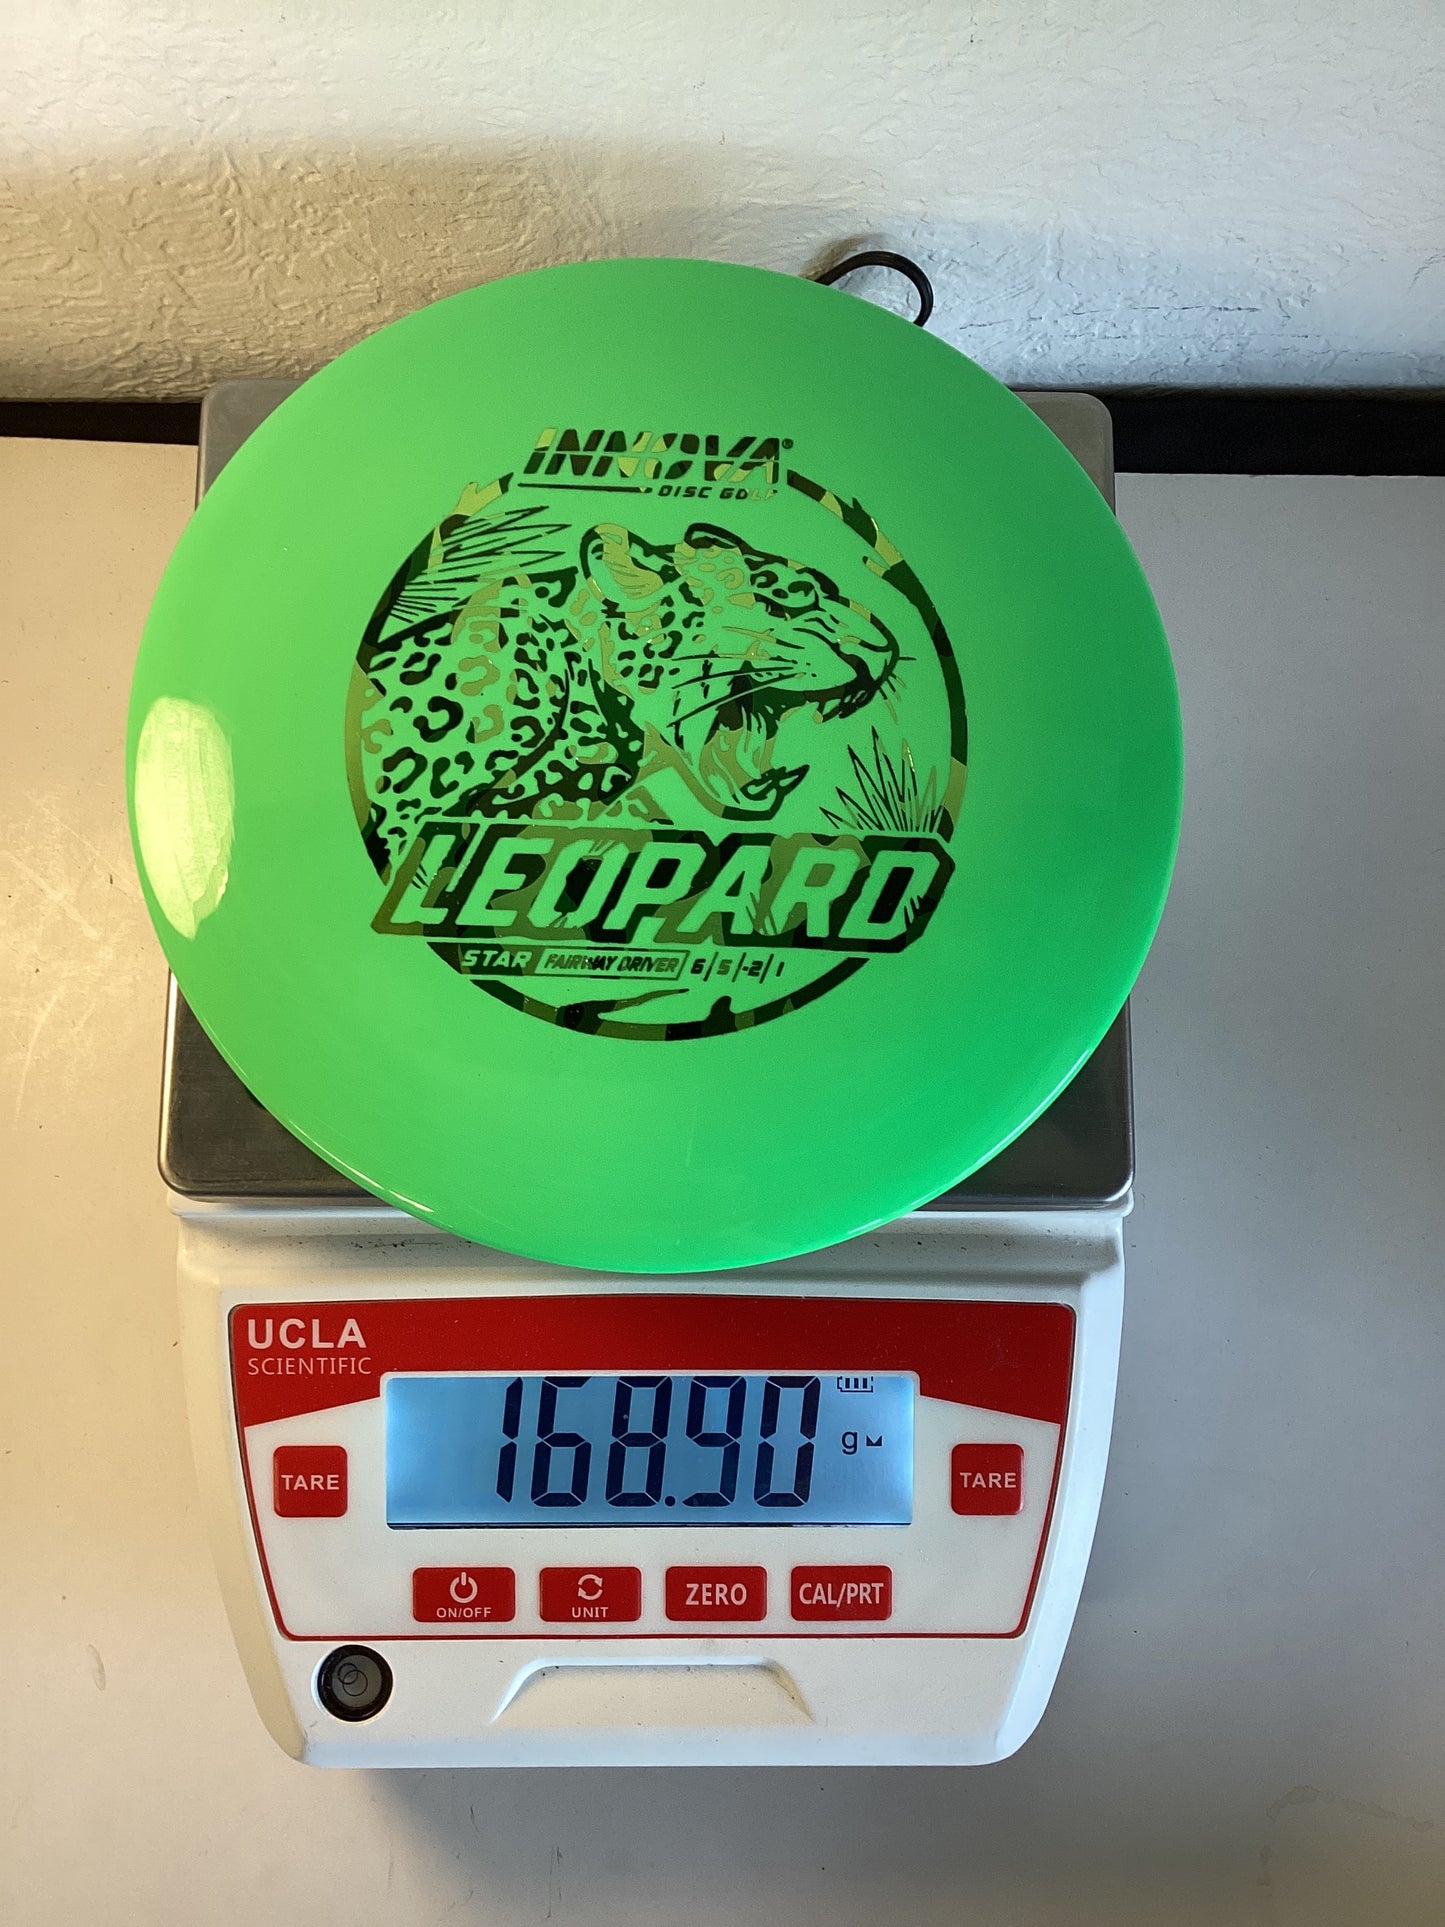 INNOVA®
DISC GOLF
LEOPARD
STAR FAIRWAY DRIVER 6/5/-2/1
UCLA
SCIENTIFIC
168.90 g
TARE
TARE
ON/OFF
UNIT
ZERO
CAL/PRT